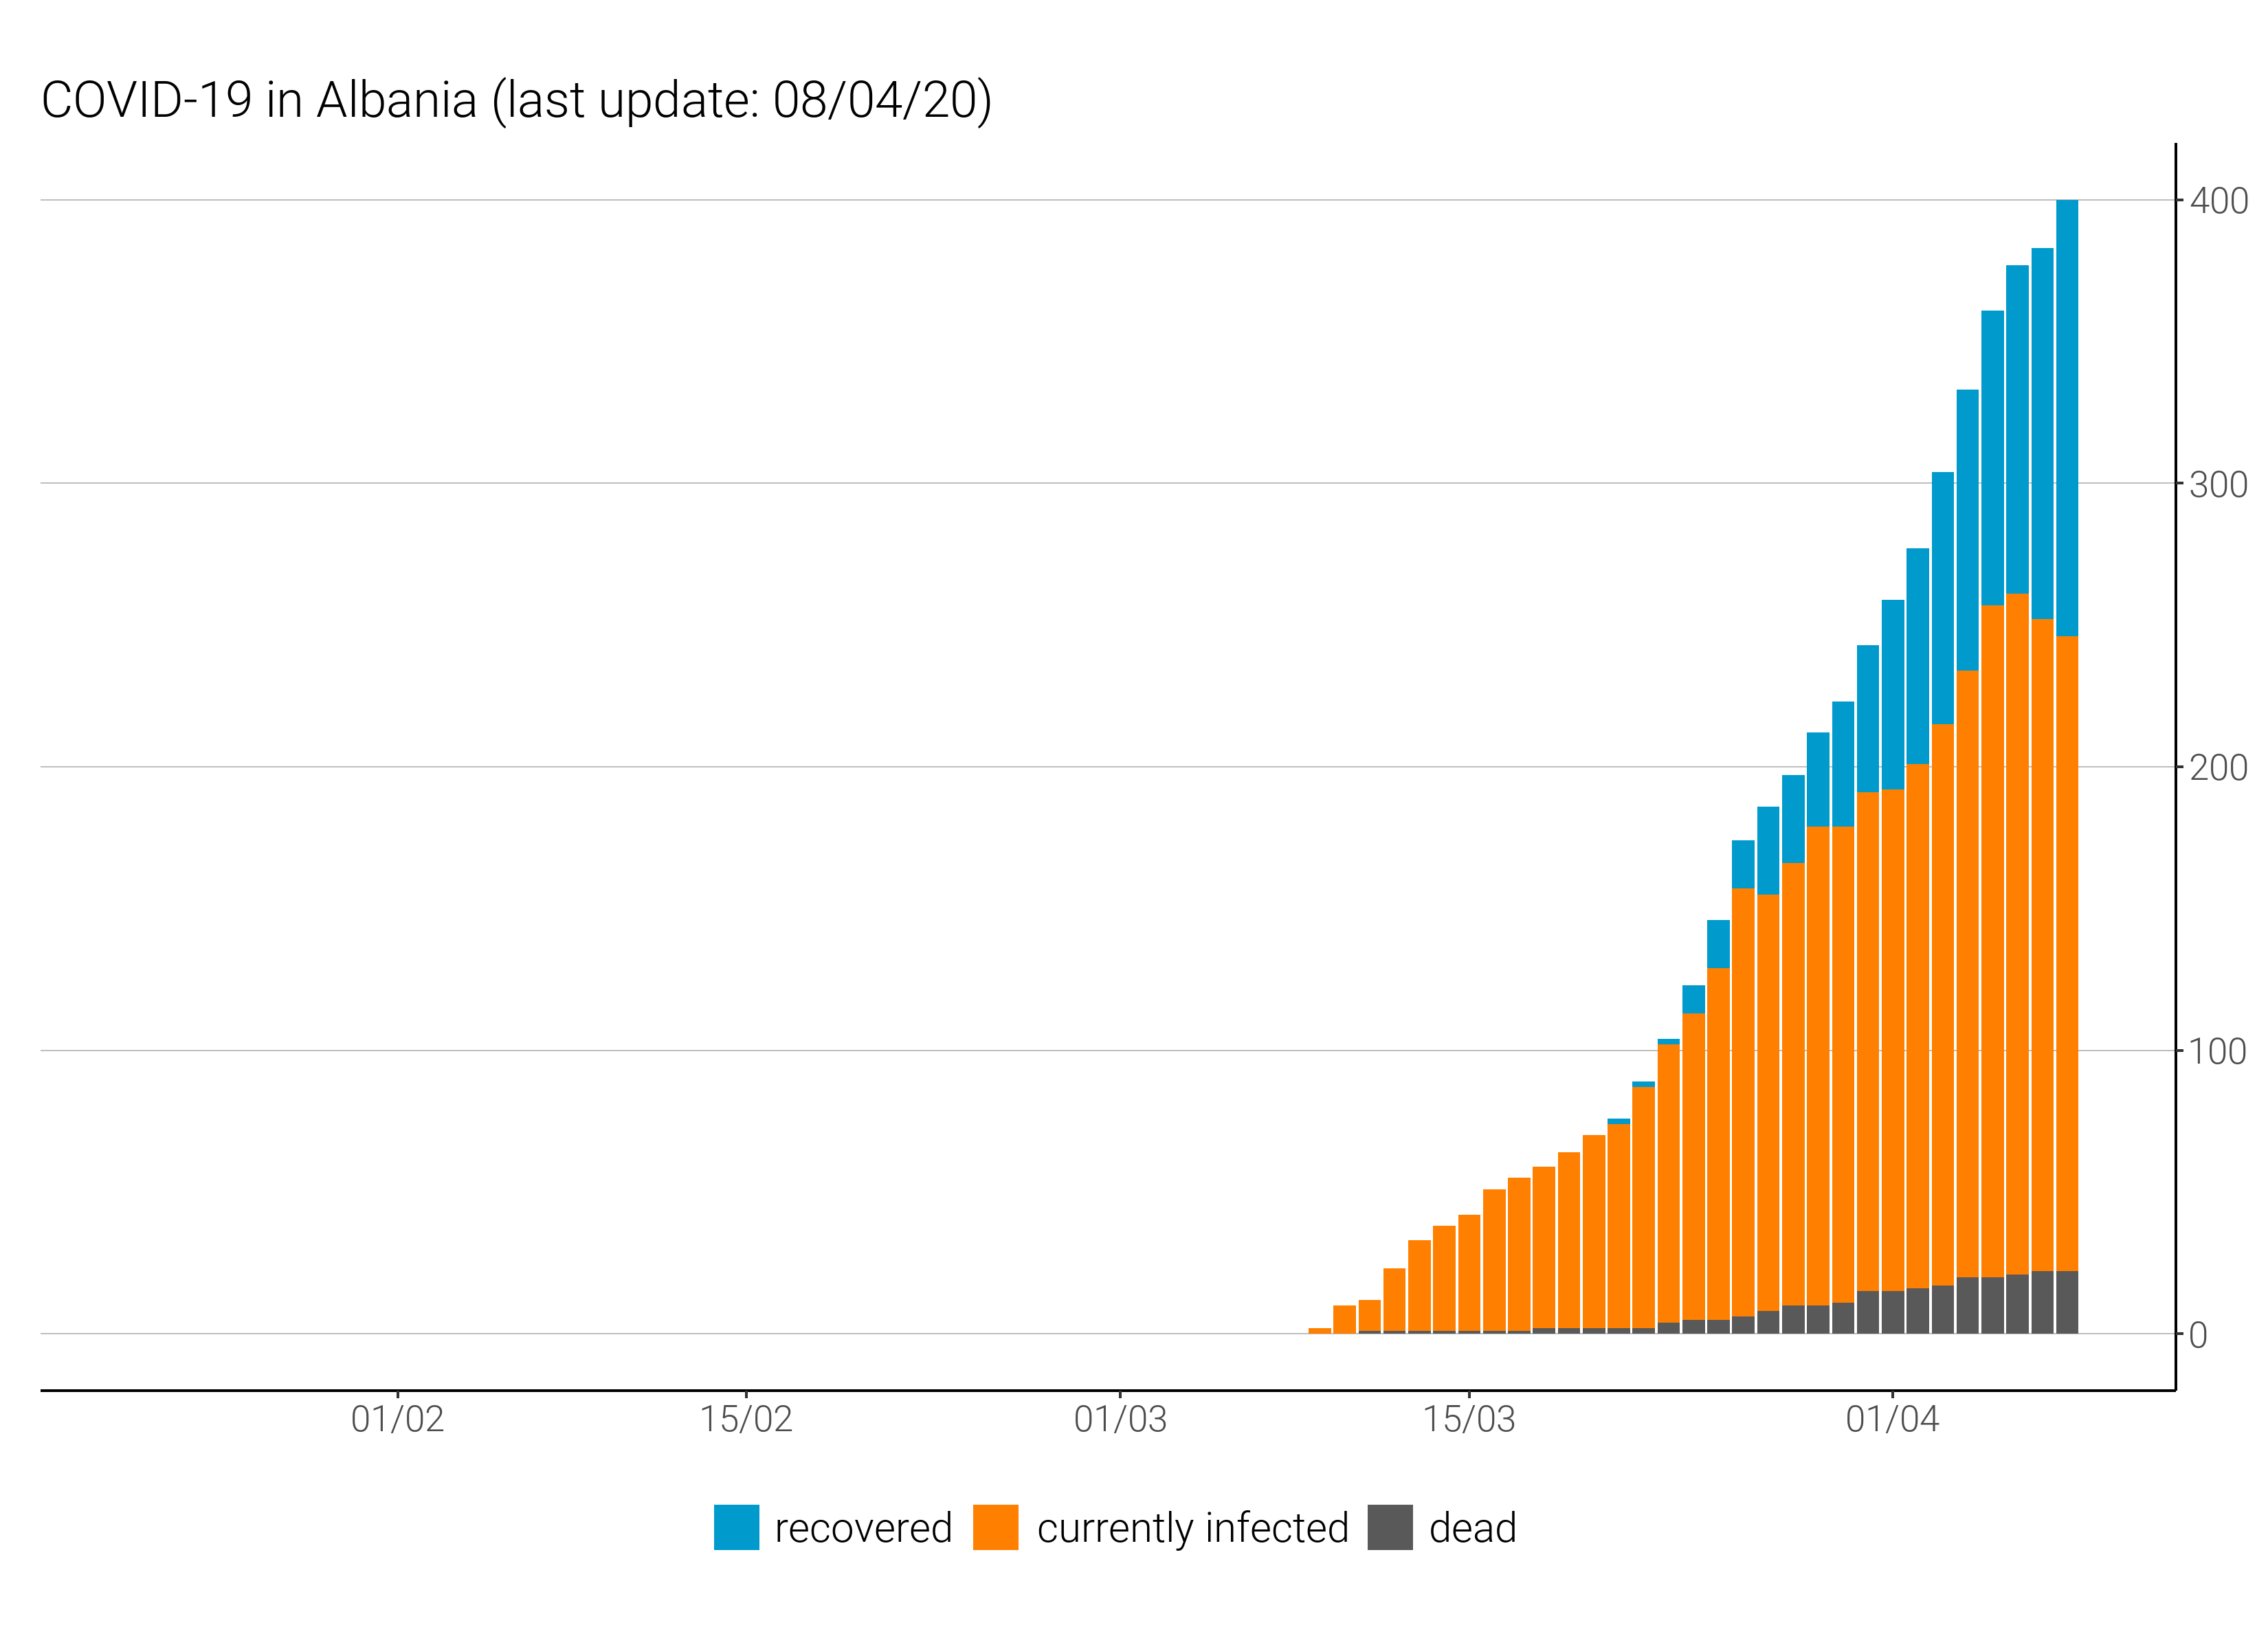 COVID-19 in Albania (last update: 08/04/20)
400
300
200
100
0
01/02 15/02 01/03 15/03 01/04
recovered currently infected dead